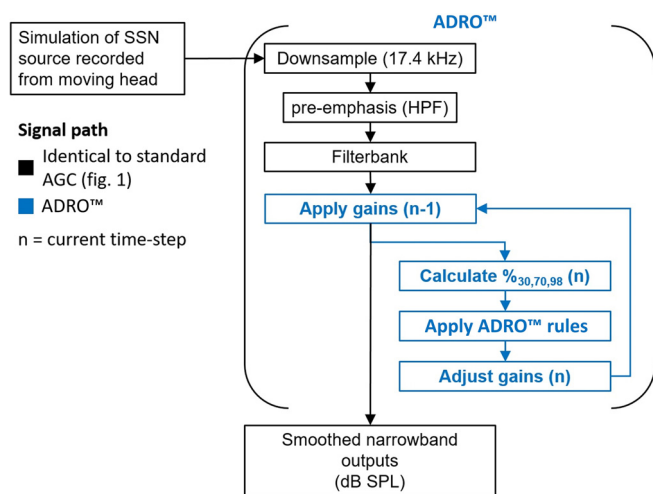 ADRO™
Simulation of SSN
source recorded
from moving head
Downsample (17.4 kHz)
pre-emphasis (HPF)
Signal path
Identical to standard
AGC (fig. 1)
ADRO™
n = current time-step
Filterbank
Apply gains (n-1)
Calculate %30,70,98 (n)
Apply ADRO™ rules
Adjust gains (n)
Smoothed narrowband
outputs
(dB SPL)